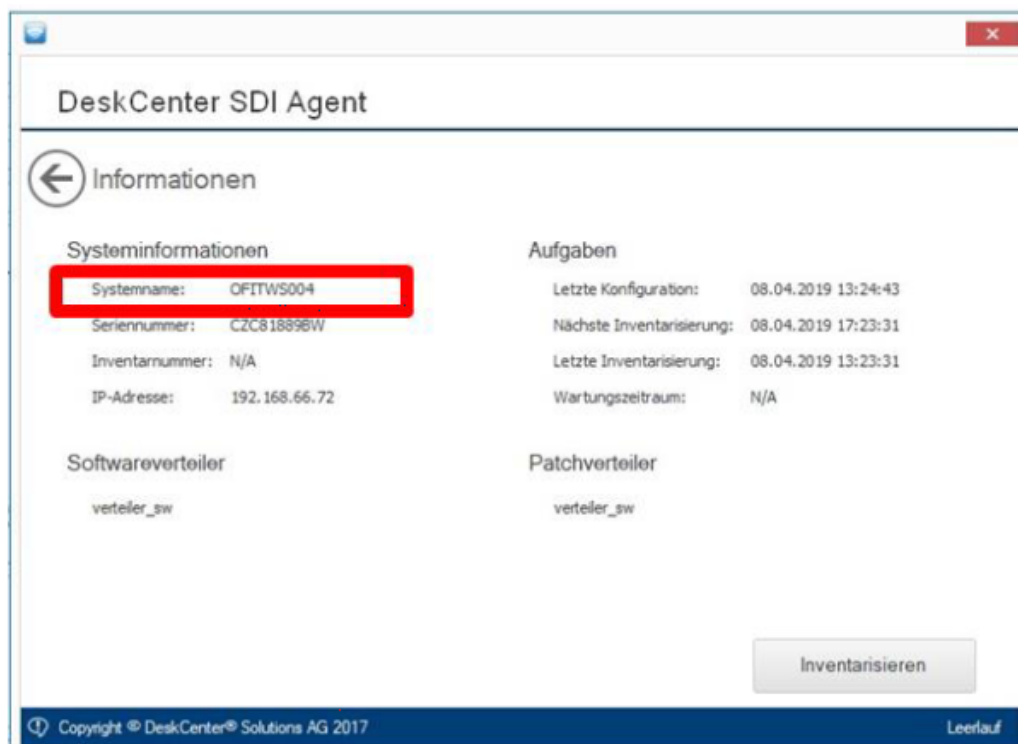 DeskCenter SDI Agent
Informationen
Systeminformationen
Systemname: OFITWS004
Seriennummer: CZC81889BW
Inventarnummer: N/A
IP-Adresse: 192.168.66.72
Aufgaben
Letzte Konfiguration: 08.04.2019 13:24:43
Nächste Inventarisierung: 08.04.2019 17:23:31
Letzte Inventarisierung: 08.04.2019 13:23:31
Wartungszeitraum: N/A
Softwareverteiler
verteiler_sw
Patchverteiler
verteiler_sw
Inventarisieren
Copyright © DeskCenter® Solutions AG 2017
Leerlauf